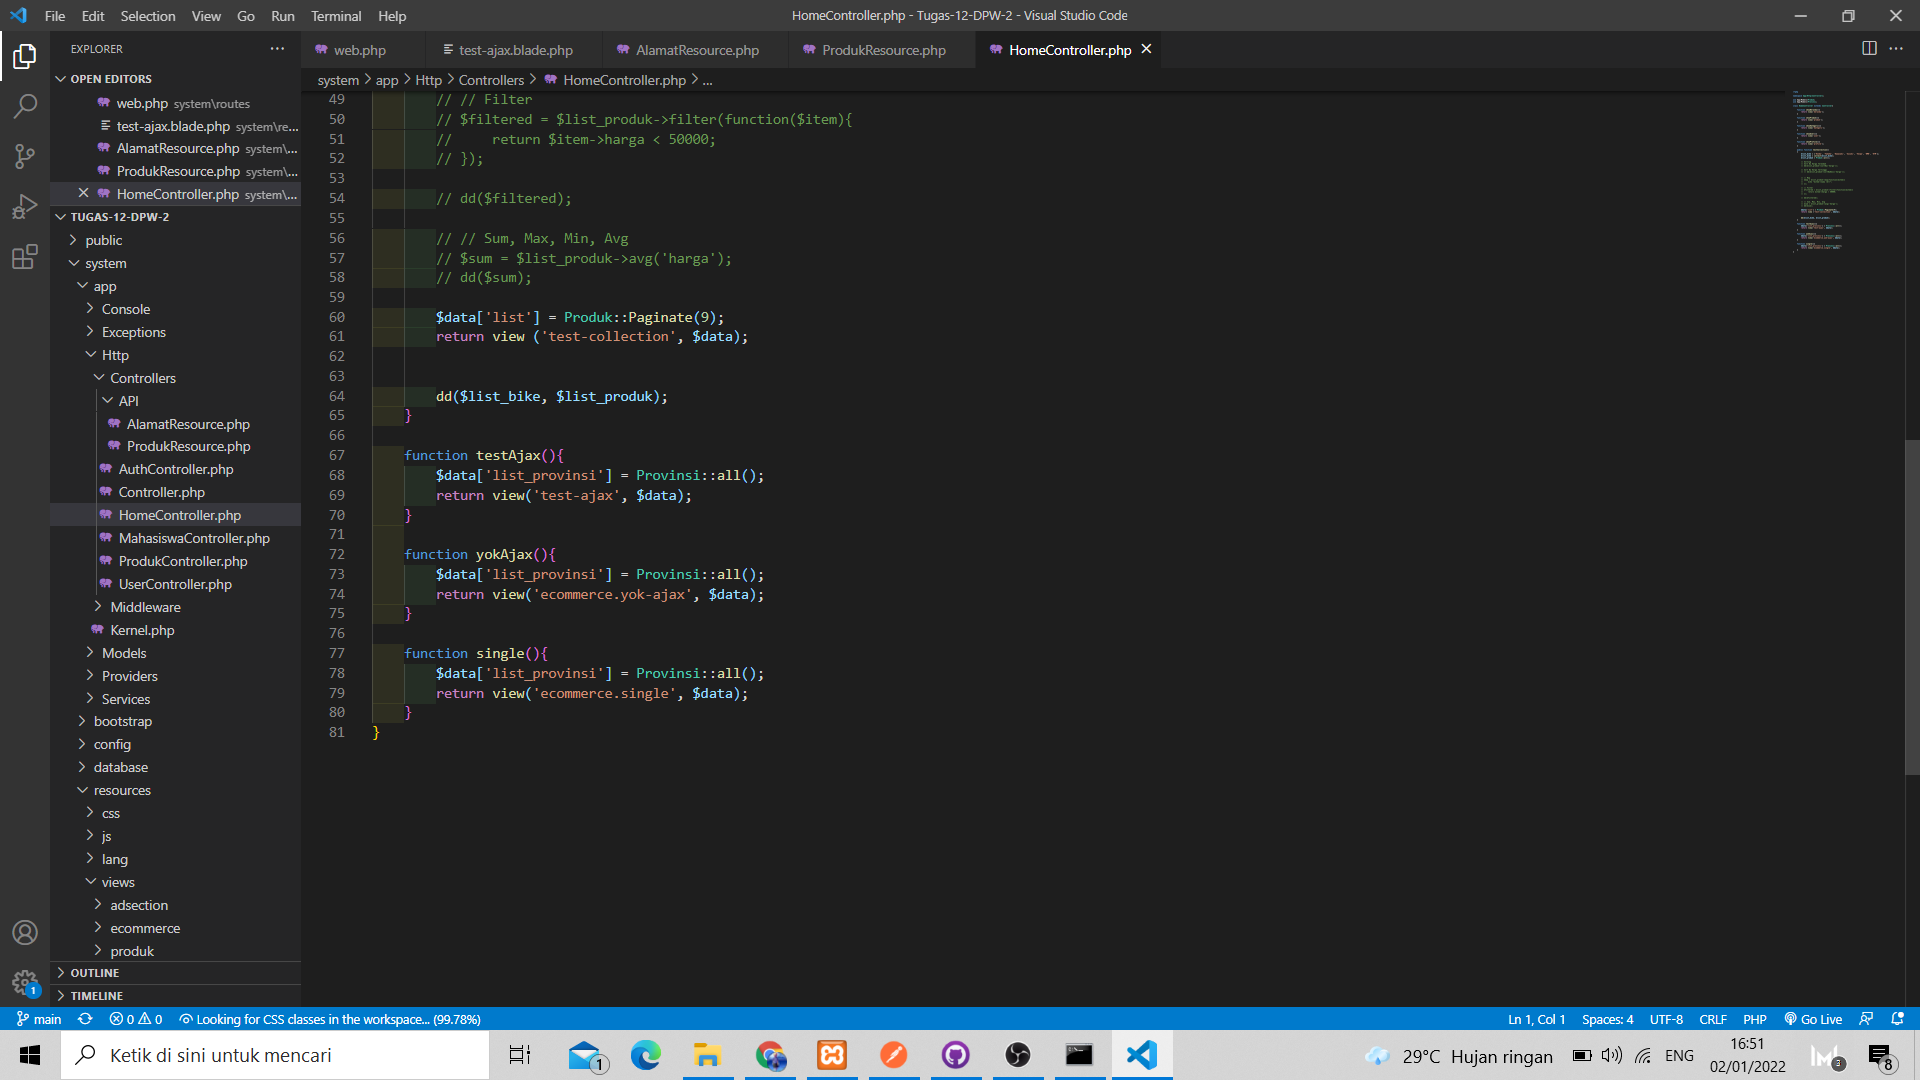 File Edit Selection View Go Run Terminal Help
HomeController.php - Tugas-12-DPW-2 - Visual Studio Code
EXPLORER
OPEN EDITORS
web.php system\routes
test-ajax.blade.php system\re...
AlamatResource.php system\...
ProdukResource.php system\...
HomeController.php system\...
TUGAS-12-DPW-2
public
system
app
Console
Exceptions
Http
Controllers
API
AlamatResource.php
ProdukResource.php
AuthController.php
Controller.php
HomeController.php
MahasiswaController.php
ProdukController.php
UserController.php
Middleware
Kernel.php
Models
Providers
Services
bootstrap
config
database
resources
css
js
lang
views
adsection
ecommerce
produk
OUTLINE
TIMELINE
web.php test-ajax.blade.php AlamatResource.php ProdukResource.php HomeController.php
system > app > Http > Controllers > HomeController.php > ...
49 // // Filter
50 // $filtered = $list_produk->filter(function($item){
51 //     return $item->harga < 50000;
52 // });
53
54 // dd($filtered);
55
56 // // Sum, Max, Min, Avg
57 // $sum = $list_produk->avg('harga');
58 // dd($sum);
59
60 $data['list'] = Produk::Paginate(9);
61 return view ('test-collection', $data);
62
63
64 dd($list_bike, $list_produk);
65 }
66
67 function testAjax(){
68 $data['list_provinsi'] = Provinsi::all();
69 return view('test-ajax', $data);
70 }
71
72 function yokAjax(){
73 $data['list_provinsi'] = Provinsi::all();
74 return view('ecommerce.yok-ajax', $data);
75 }
76
77 function single(){
78 $data['list_provinsi'] = Provinsi::all();
79 return view('ecommerce.single', $data);
80 }
81 }
1
main 0 0 Looking for CSS classes in the workspace... (99.78%)
Ln 1, Col 1 Spaces: 4 UTF-8 CRLF PHP Go Live
Ketik di sini untuk mencari
1
29°C Hujan ringan
ENG
16:51
02/01/2022
3
8